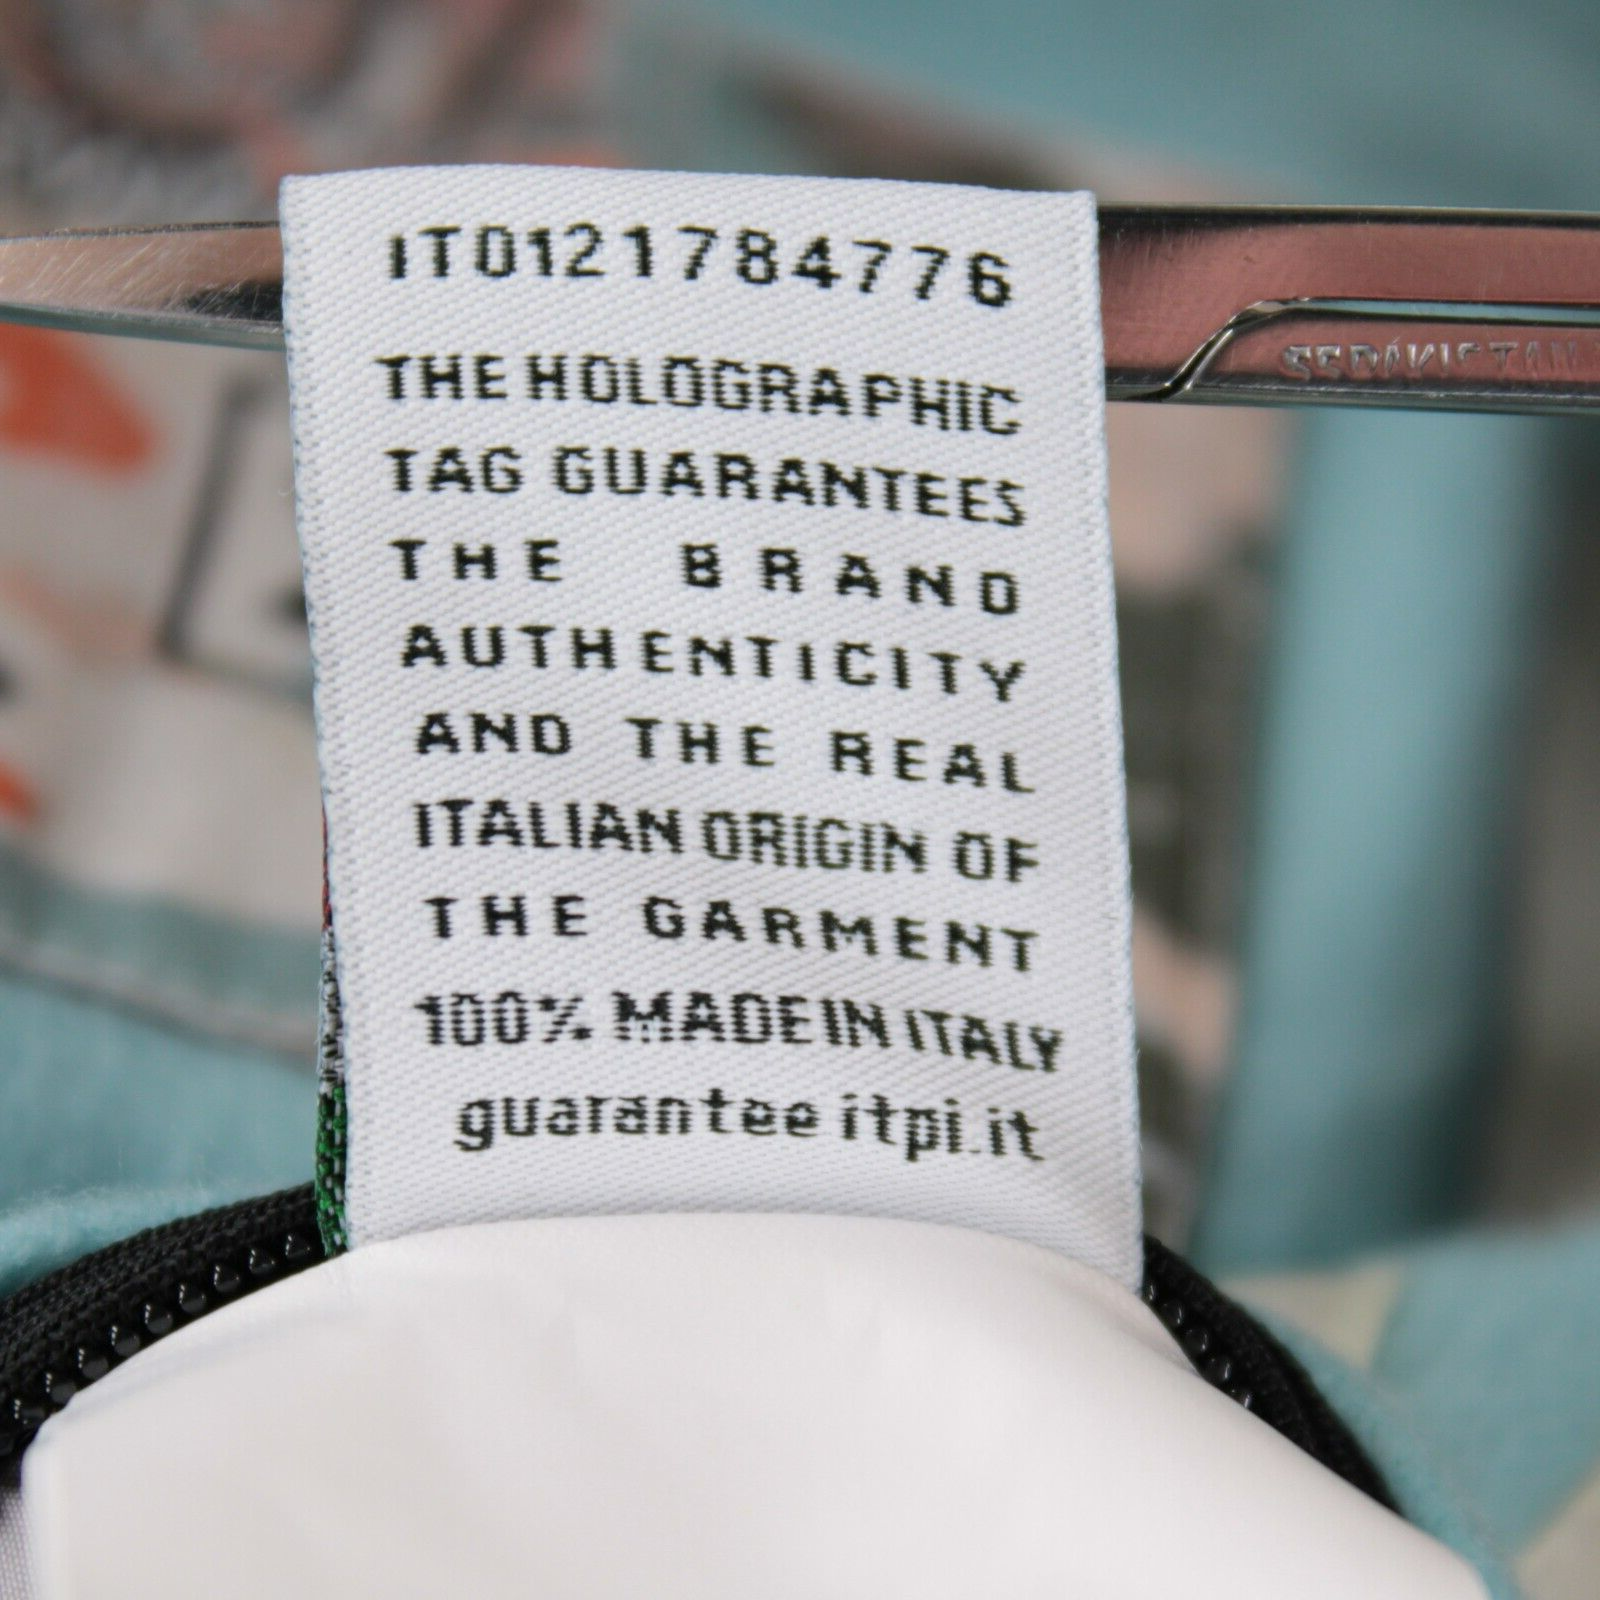 IT0121784776
THE HOLOGRAPHIC
TAG GUARANTEES
THE BRAND
AUTHENTICITY
AND THE REAL
ITALIAN ORIGIN OF
THE GARMENT
100% MADE IN ITALY
guarantee itpi.it